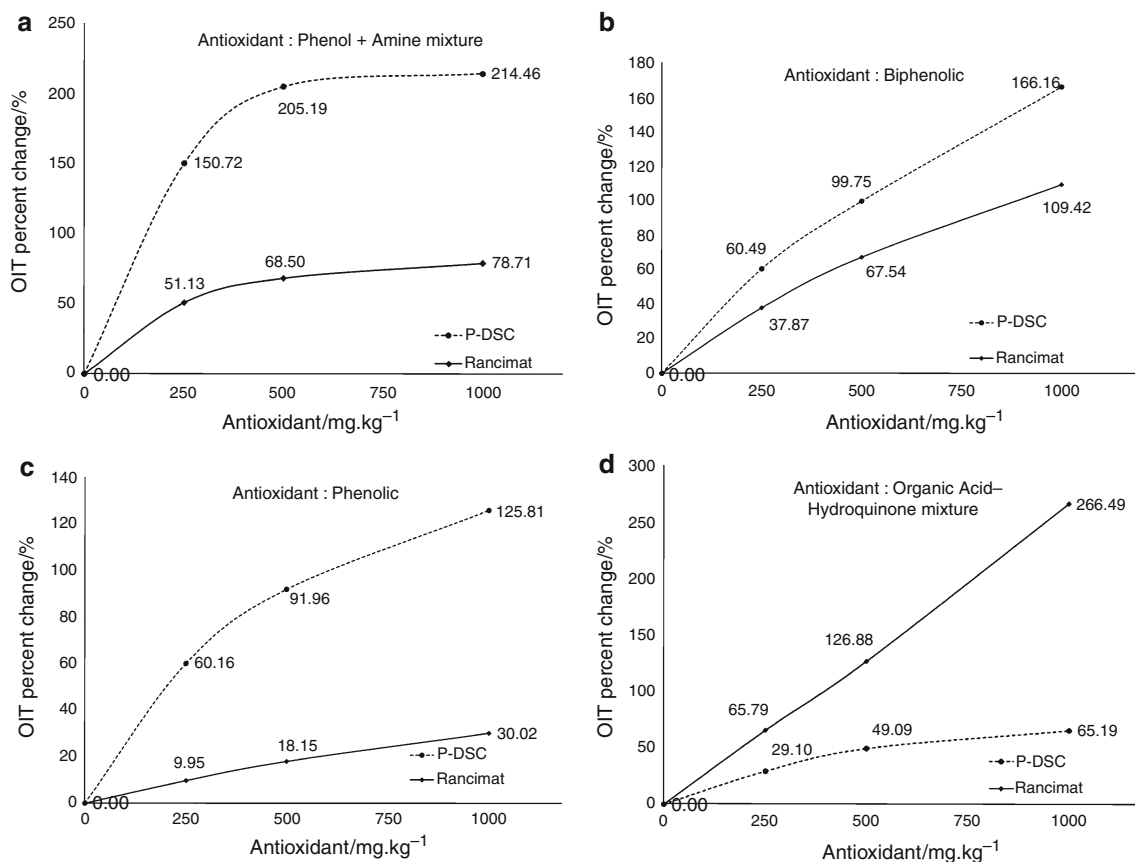 a
Antioxidant : Phenol + Amine mixture
OIT percent change/%
250
200
150
100
50
0
214.46
205.19
150.72
78.71
68.50
51.13
0.00
P-DSC
Rancimat
0 250 500 750 1000
Antioxidant/mg.kg–1
b
Antioxidant : Biphenolic
OIT percent change/%
180
160
140
120
100
80
60
40
20
0
166.16
99.75
60.49
109.42
67.54
37.87
0.00
P-DSC
Rancimat
0 250 500 750 1000
Antioxidant/mg.kg–1
c
Antioxidant : Phenolic
OIT percent change/%
140
120
100
80
60
40
20
0
125.81
91.96
60.16
30.02
18.15
9.95
0.00
P-DSC
Rancimat
0 250 500 750 1000
Antioxidant/mg.kg–1
d
Antioxidant : Organic Acid–
Hydroquinone mixture
OIT percent change/%
300
250
200
150
100
50
0
266.49
126.88
65.79
65.19
49.09
29.10
0.00
P-DSC
Rancimat
0 250 500 750 1000
Antioxidant/mg.kg–1